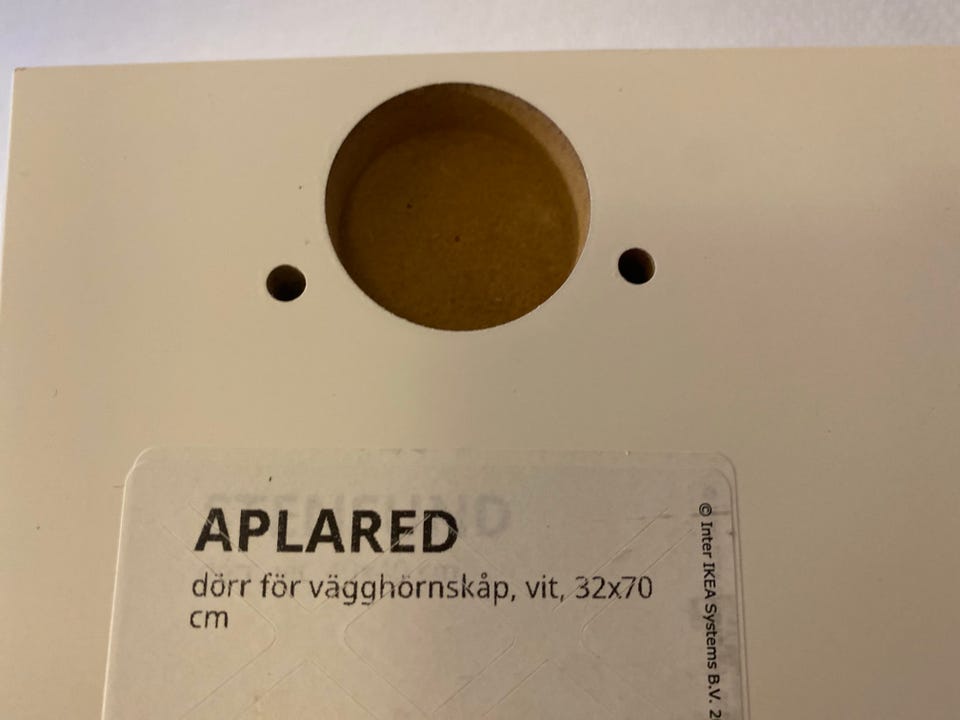 APLARED
dörr för vägghörnskåp, vit, 32x70
cm
© Inter IKEA Systems B.V.